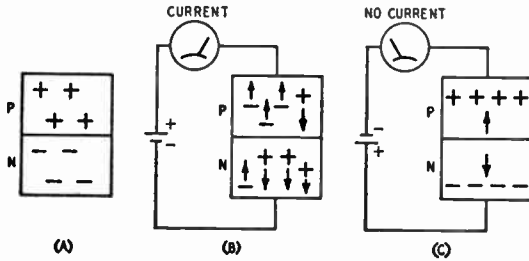 CURRENT
NO CURRENT
P
N
P
N
P
N
+ +
+ +
− −
− −
+
−
− − − +
−
+ + +
− +
−
+
+ + + +
− − − − −
(A)
(B)
(C)